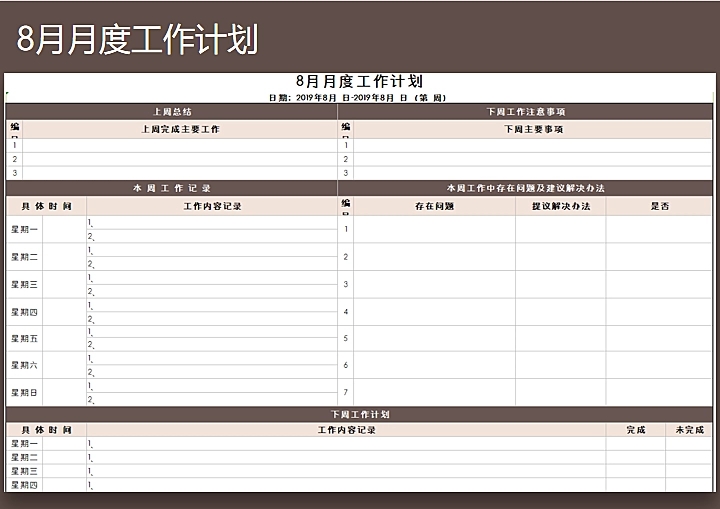 8月月度工作计划
8月月度工作计划
日期：2019年8月 日-2019年8月 日 （第 周）
上周总结 下周工作注意事项
编 上周完成主要工作 编 下周主要事项
1 1
2 2
3 3
本 周 工 作 记 录 本周工作中存在问题及建议解决办法
具 体 时 间 工作内容记录 编 存在问题 提议解决办法 是否
星期一 1、 1
2、
星期二 1、 2
2、
星期三 1、 3
2、
星期四 1、 4
2、
星期五 1、 5
2、
星期六 1、 6
2、
星期日 1、 7
2、
下周工作计划
具 体 时 间 工作内容记录 完成 未完成
星期一 1、
星期二 1、
星期三 1、
星期四 1、